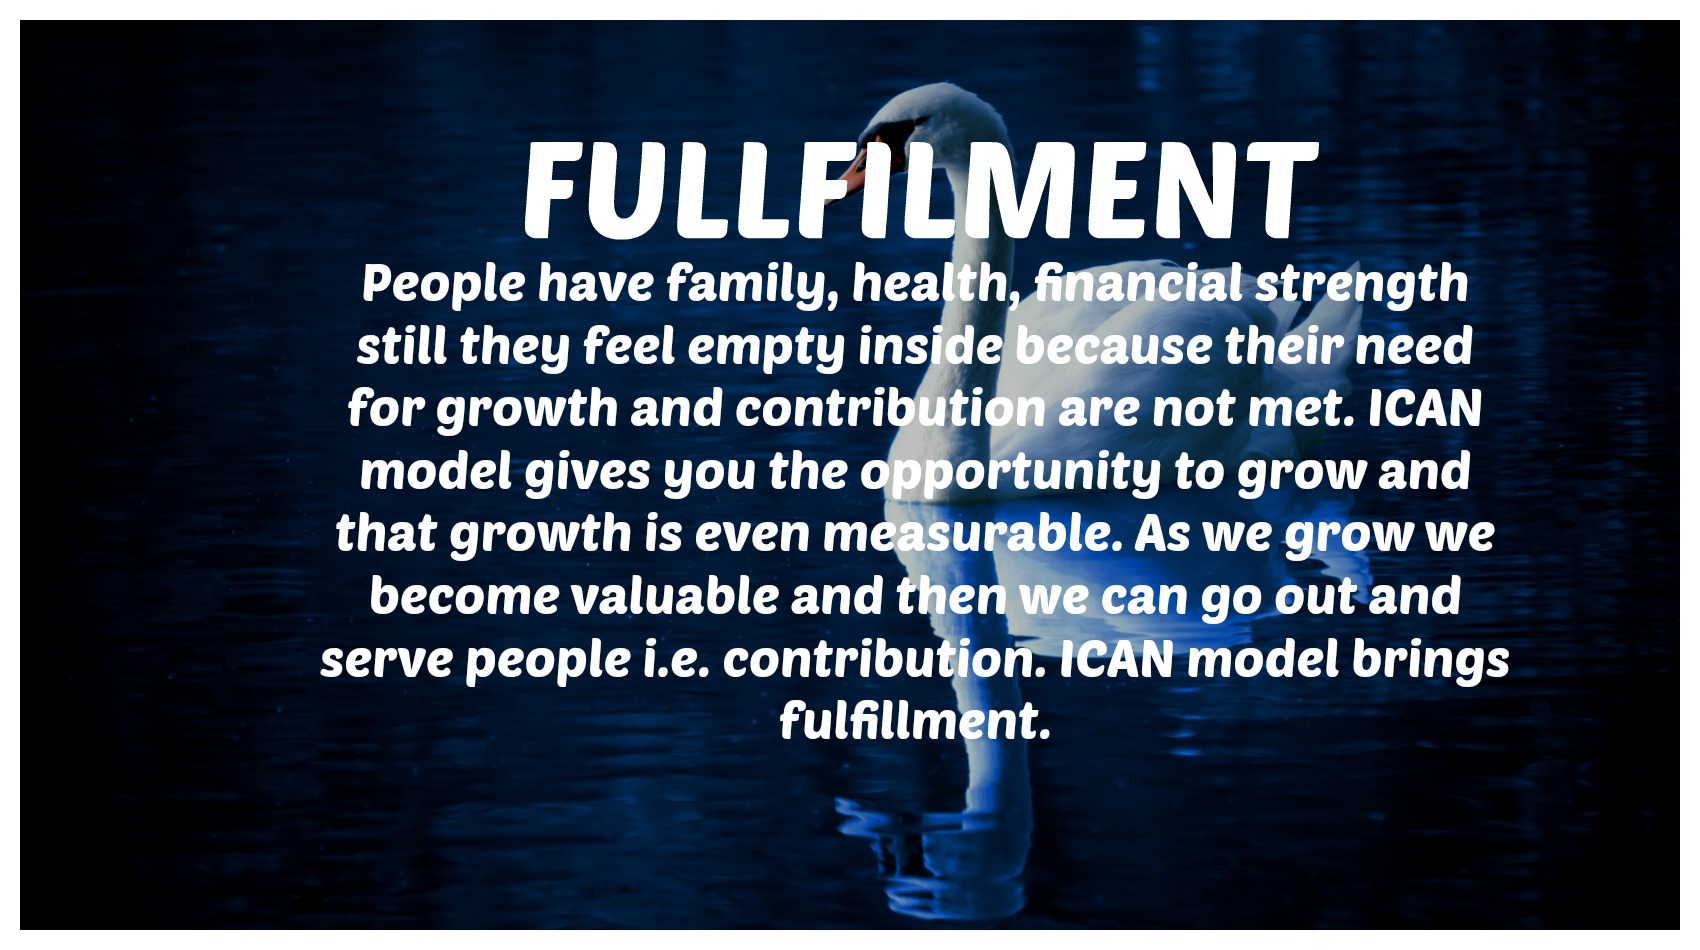 FULLFILMENT
People have family, health, financial strength
still they feel empty inside because their need
for growth and contribution are not met. ICAN
model gives you the opportunity to grow and
that growth is even measurable. As we grow we
become valuable and then we can go out and
serve people i.e. contribution. ICAN model brings
fulfillment.